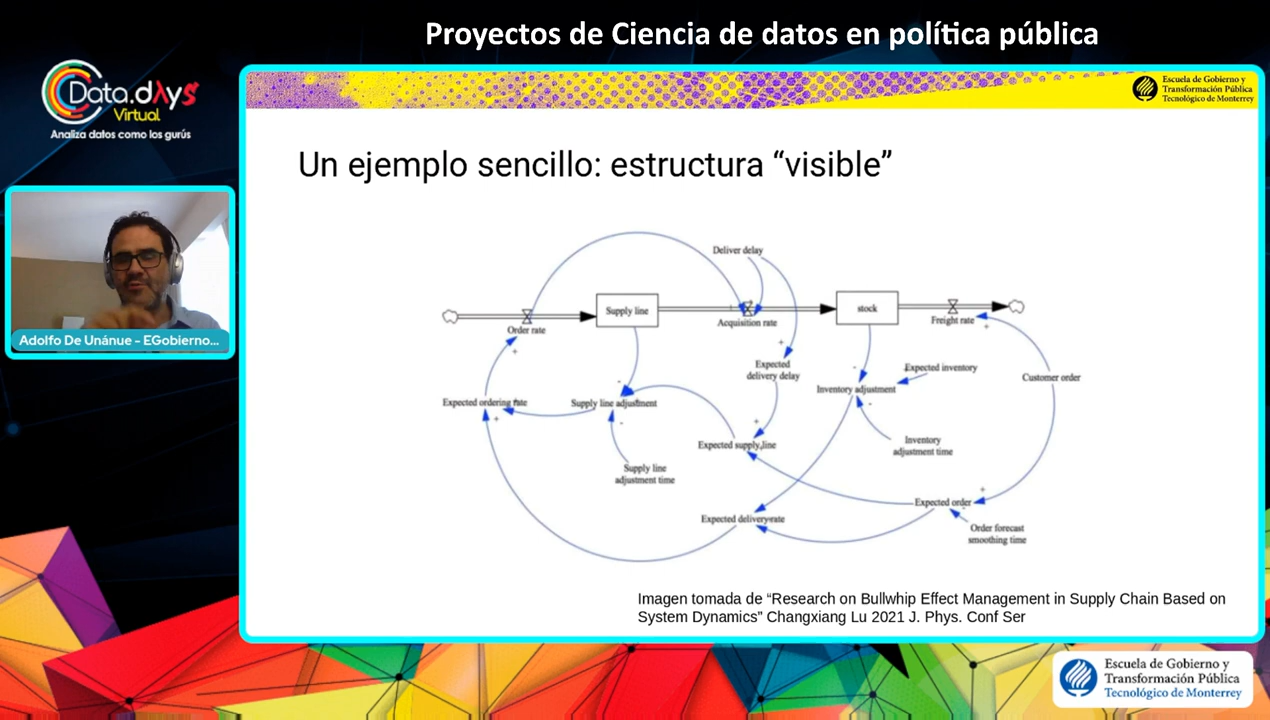 Proyectos de Ciencia de datos en política pública
Data.dAys
Virtual
Analiza datos como los gurús
Escuela de Gobierno y
Transformación Pública
Tecnológico de Monterrey
Un ejemplo sencillo: estructura “visible”
Deliver delay
Supply line
stock
Order rate
Acquisition rate
Freight rate
Adolfo De Unánue - EGobierno...
Expected
delivery delay
Expected inventory
Customer order
Inventory adjustment
Expected ordering rate
Supply line adjustment
Expected supply line
Inventory
adjustment time
Supply line
adjustment time
Expected order
Expected delivery rate
Order forecast
smoothing time
Imagen tomada de “Research on Bullwhip Effect Management in Supply Chain Based on
System Dynamics” Changxiang Lu 2021 J. Phys. Conf Ser
Escuela de Gobierno y
Transformación Pública
Tecnológico de Monterrey